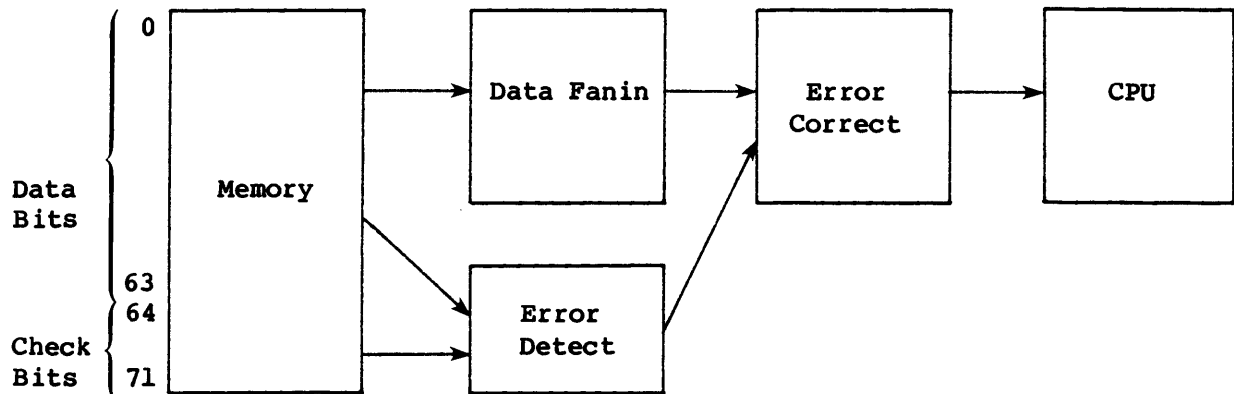 0
Data Fanin
Error
Correct
CPU
Data
Bits
Memory
63
64
Error
Detect
Check
Bits
71